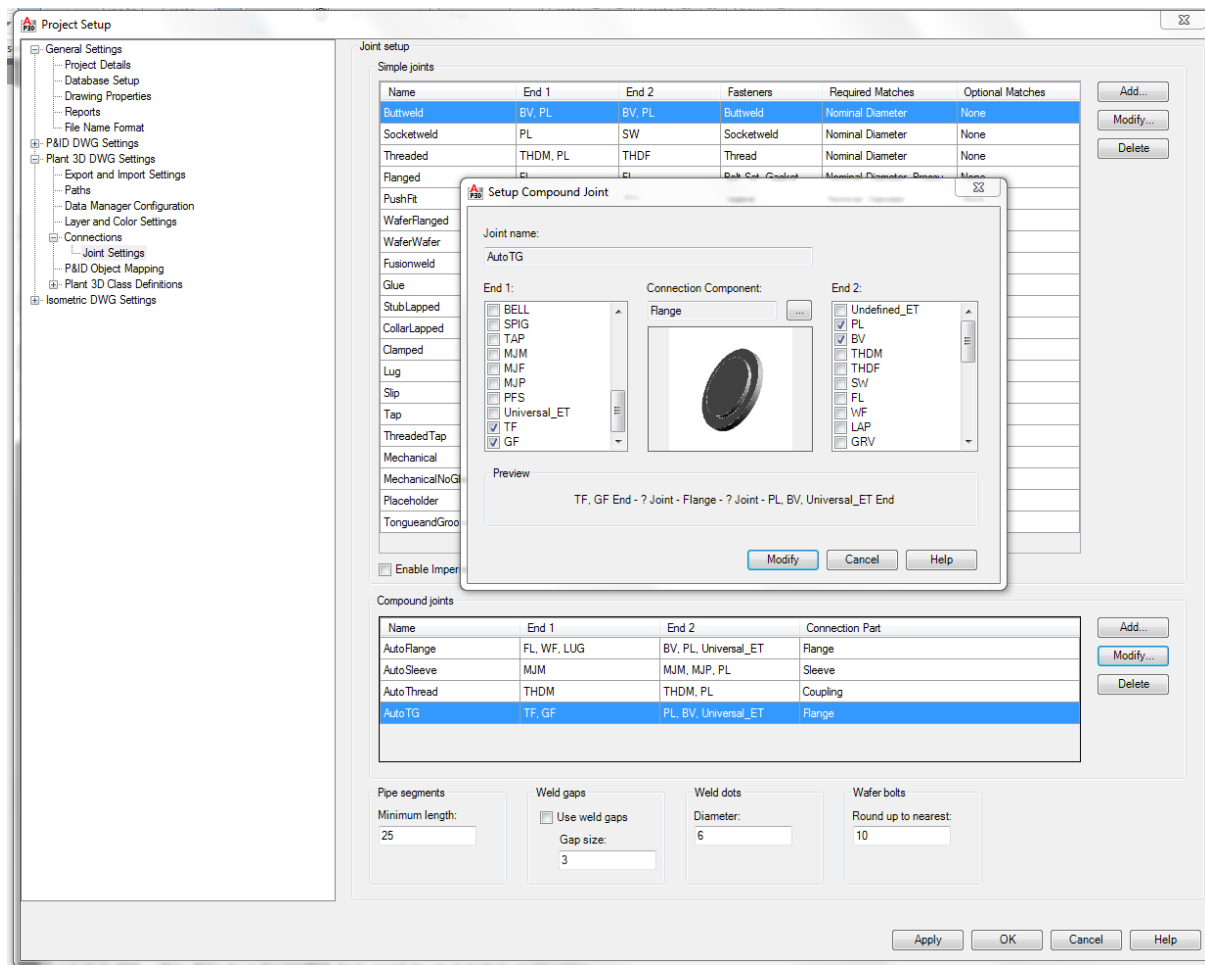 Project Setup
General Settings
Project Details
Database Setup
Drawing Properties
Reports
File Name Format
P&ID DWG Settings
Plant 3D DWG Settings
Export and Import Settings
Paths
Data Manager Configuration
Layer and Color Settings
Connections
Joint Settings
P&ID Object Mapping
Plant 3D Class Definitions
Isometric DWG Settings
Joint setup
Simple joints
Name End 1 End 2 Fasteners Required Matches Optional Matches
Buttweld BV, PL BV, PL Buttweld Nominal Diameter None
Socketweld PL SW Socketweld Nominal Diameter None
Threaded THDM, PL THDF Thread Nominal Diameter None
Flanged
PushFit
WaferFlanged
WaferWafer
Fusionweld
Glue
StubLapped
CollarLapped
Clamped
Lug
Slip
Tap
ThreadedTap
Mechanical
MechanicalNoGl
Placeholder
TongueandGroo
Enable Imper
Add...
Modify...
Delete
Setup Compound Joint
Joint name:
AutoTG
End 1:
BELL
SPIG
TAP
MJM
MJF
MJP
PFS
Universal_ET
TF
GF
Connection Component:
Flange ...
End 2:
Undefined_ET
PL
BV
THDM
THDF
SW
FL
WF
LAP
GRV
Preview
TF, GF End - ? Joint - Flange - ? Joint - PL, BV, Universal_ET End
Modify Cancel Help
Compound joints
Name End 1 End 2 Connection Part
AutoFlange FL, WF, LUG BV, PL, Universal_ET Flange
AutoSleeve MJM MJM, MJP, PL Sleeve
AutoThread THDM THDM, PL Coupling
AutoTG TF, GF PL, BV, Universal_ET Flange
Add...
Modify...
Delete
Pipe segments
Minimum length:
25
Weld gaps
Use weld gaps
Gap size:
3
Weld dots
Diameter:
6
Wafer bolts
Round up to nearest:
10
Apply OK Cancel Help